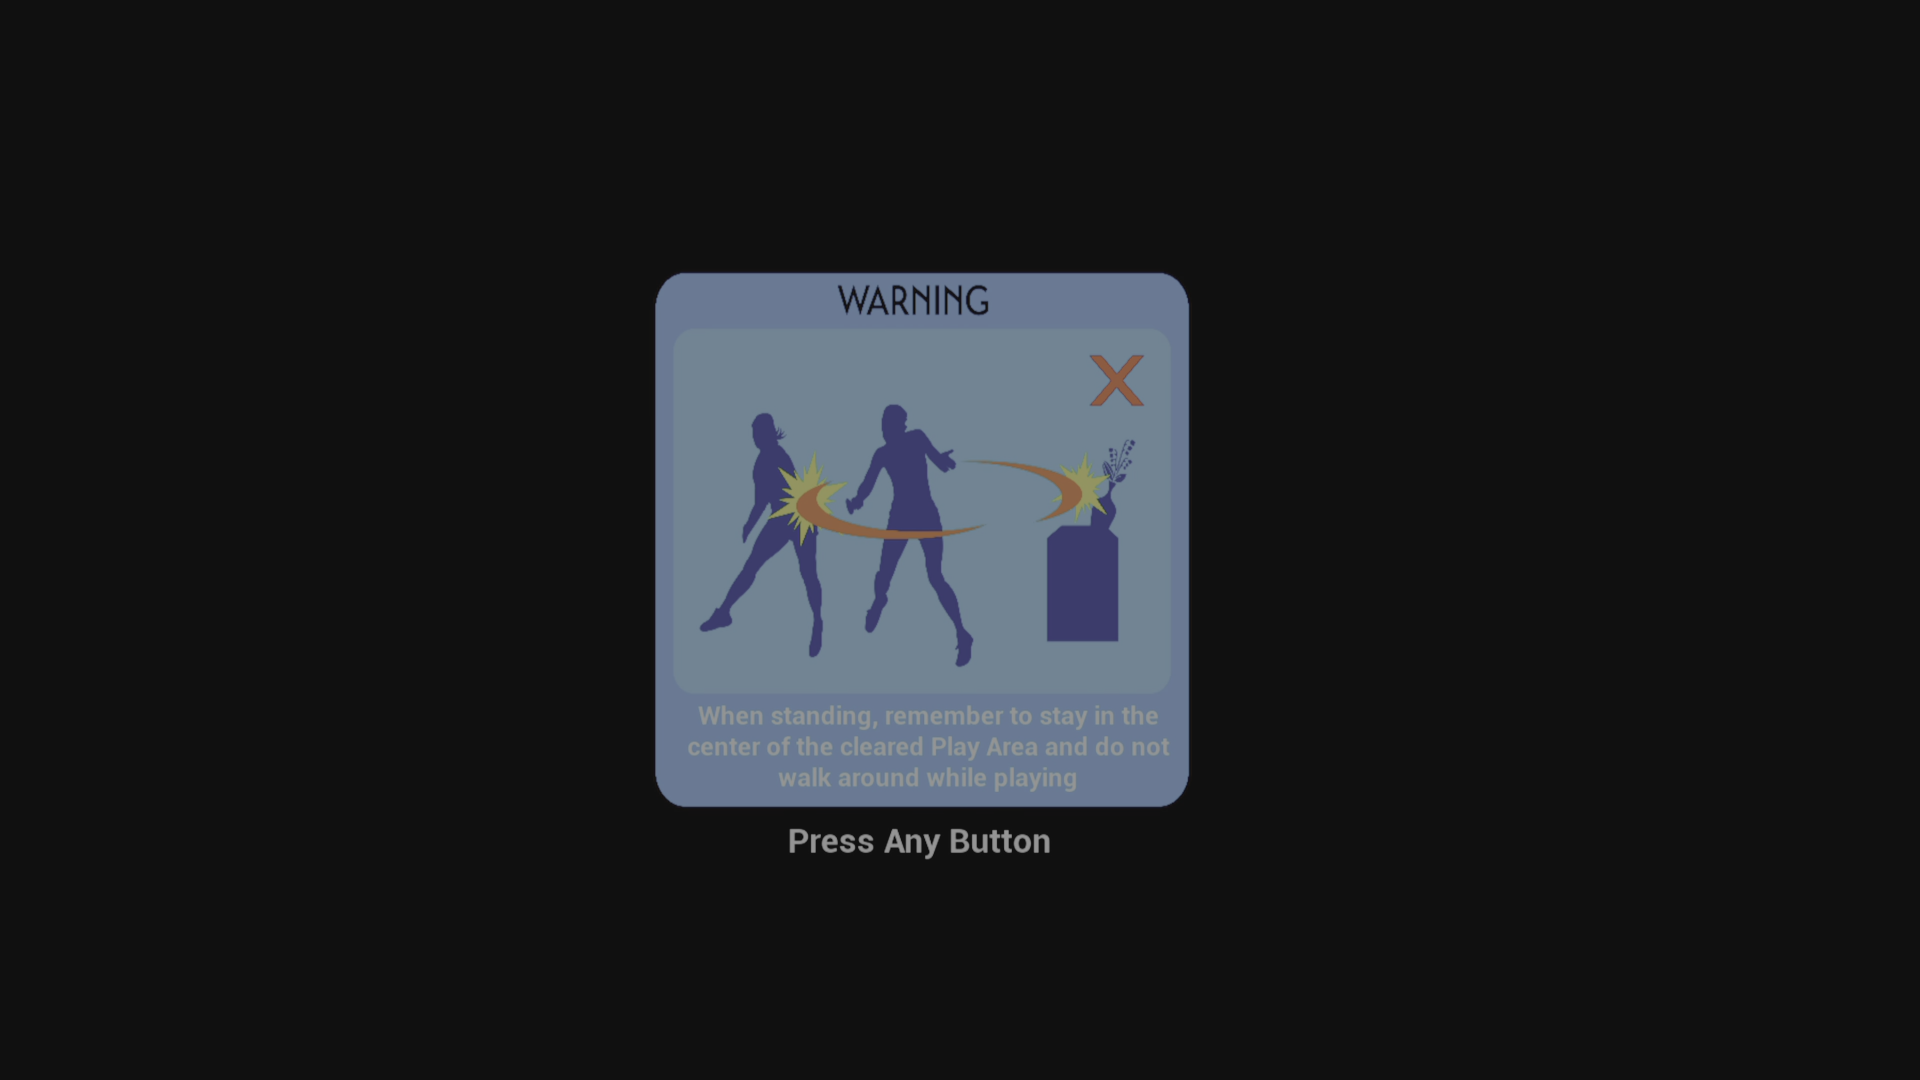 WARNING
When standing, remember to stay in the
center of the cleared Play Area and do not
walk around while playing
Press Any Button